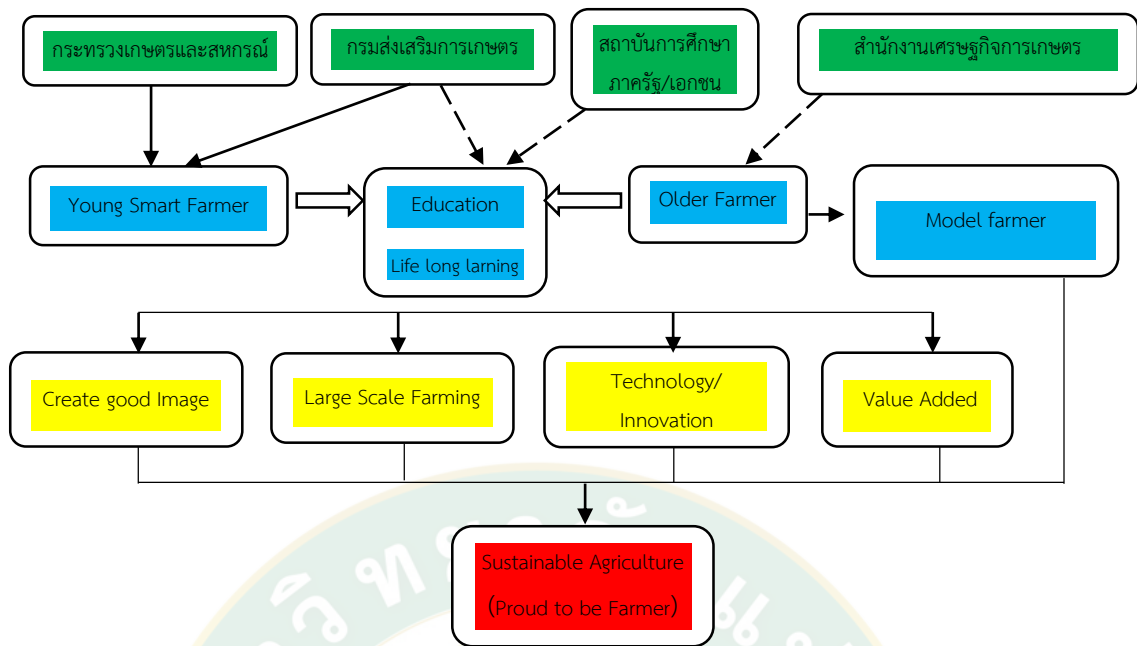 กระทรวงเกษตรและสหกรณ์
กรมส่งเสริมการเกษตร
สถาบันการศึกษา
ภาครัฐ/เอกชน
สำนักงานเศรษฐกิจการเกษตร
Young Smart Farmer
Education
Life long larning
Older Farmer
Model farmer
Create good Image
Large Scale Farming
Technology/
Innovation
Value Added
Sustainable Agriculture
(Proud to be Farmer)